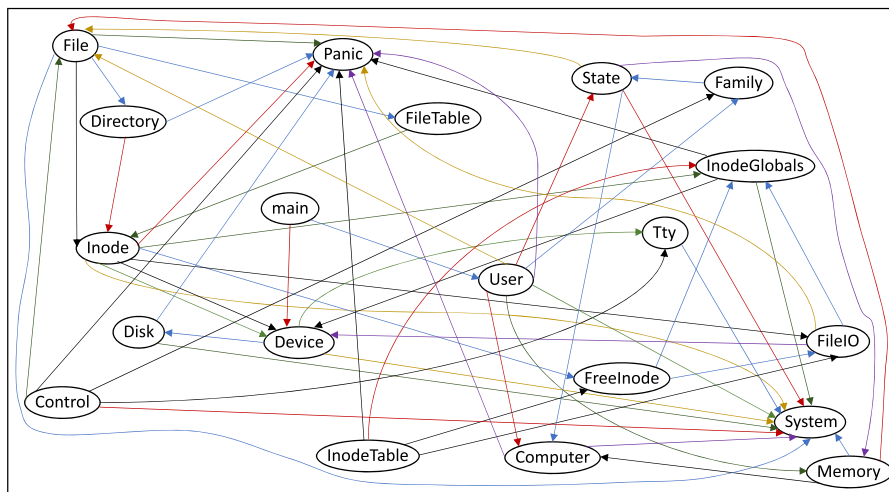 File
Panic
State
Family
Directory
FileTable
InodeGlobals
main
Tty
Inode
User
Disk
Device
FileIO
FreeInode
Control
System
InodeTable
Computer
Memory